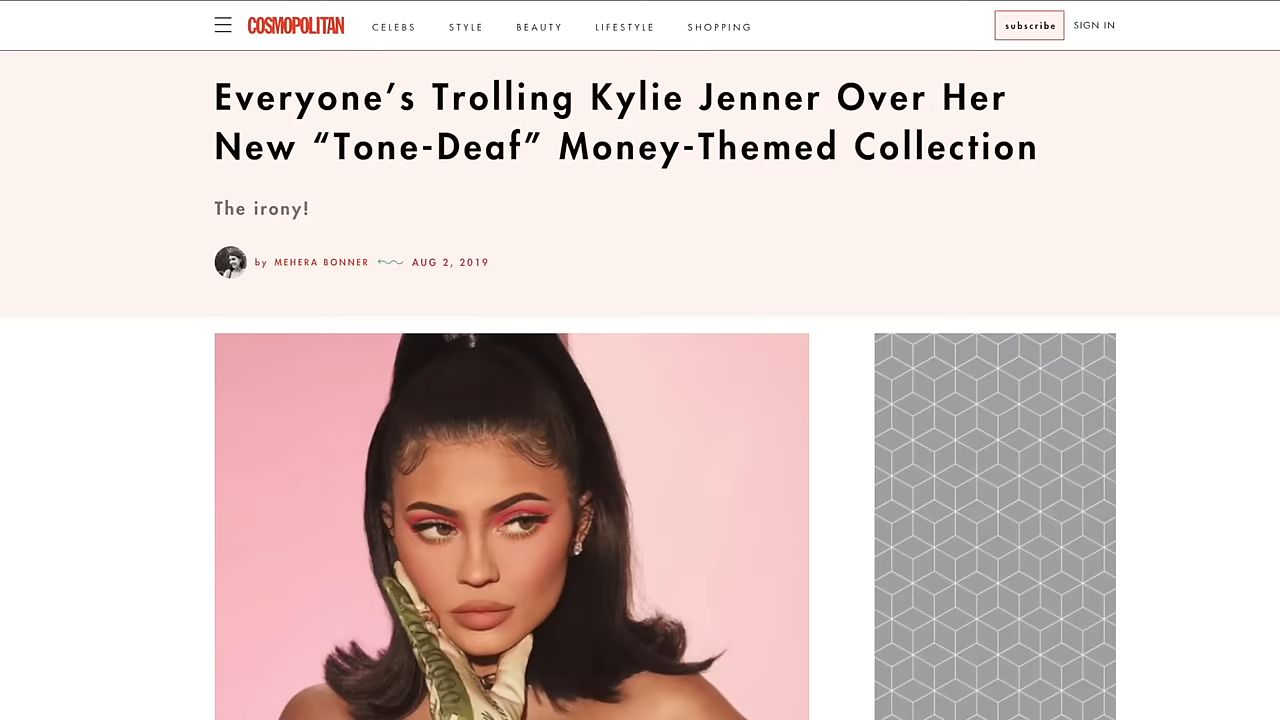 COSMOPOLITAN CELEBS STYLE BEAUTY LIFESTYLE SHOPPING subscribe SIGN IN
Everyone’s Trolling Kylie Jenner Over Her
New “Tone-Deaf” Money-Themed Collection
The irony!
by MEHERA BONNER AUG 2, 2019